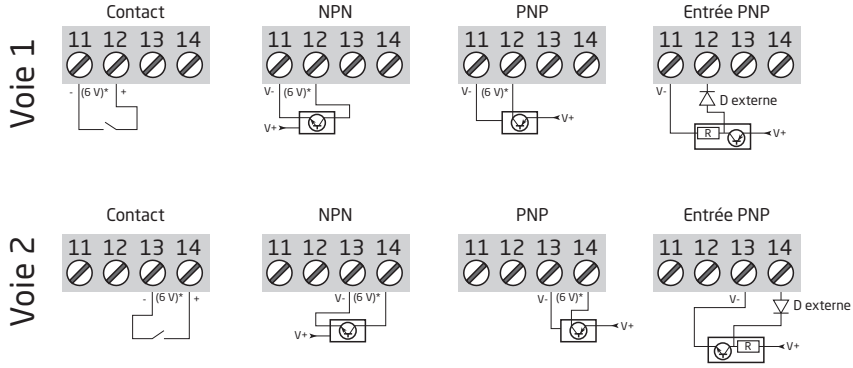 Voie 1
Contact
11 12 13 14
- (6 V)* +
NPN
11 12 13 14
V- (6 V)*
V+
PNP
11 12 13 14
V- (6 V)*
V+
Entrée PNP
11 12 13 14
V-
D externe
R
V+
Voie 2
Contact
11 12 13 14
- (6 V)* +
NPN
11 12 13 14
V- (6 V)*
V+
PNP
11 12 13 14
V- (6 V)*
V+
Entrée PNP
11 12 13 14
V-
D externe
R
V+